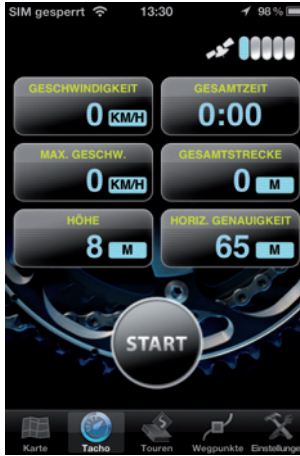 SIM gesperrt 13:30 98 %
GESCHWINDIGKEIT GESAMTZEIT
0 KM/H 0:00
MAX. GESCHW. GESAMTSTRECKE
0 KM/H 0 M
HÖHE HORIZ. GENAUIGKEIT
8 M 65 M
START
Karte Tacho Touren Wegpunkte Einstellunge